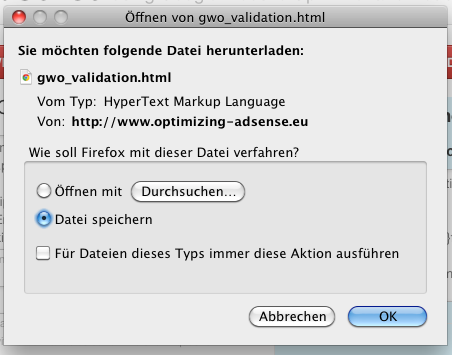 Öffnen von gwo_validation.html
Sie möchten folgende Datei herunterladen:
gwo_validation.html
Vom Typ: HyperText Markup Language
Von: http://www.optimizing-adsense.eu
Wie soll Firefox mit dieser Datei verfahren?
Öffnen mit Durchsuchen...
Datei speichern
Für Dateien dieses Typs immer diese Aktion ausführen
Abbrechen OK